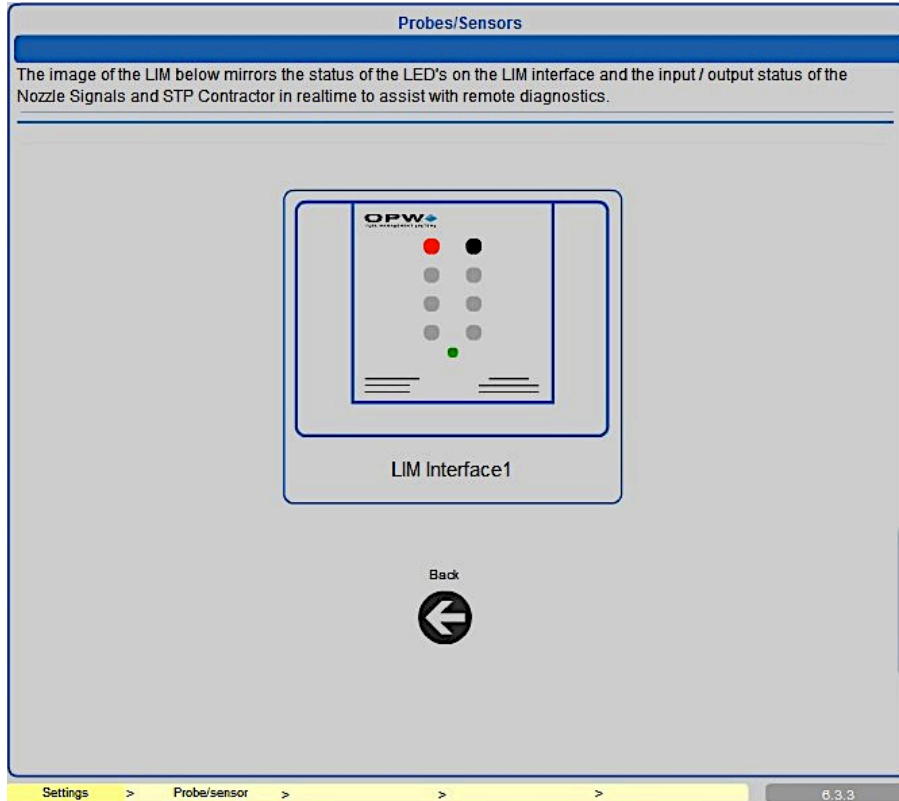 Probes/Sensors
The image of the LIM below mirrors the status of the LED's on the LIM interface and the input / output status of the
Nozzle Signals and STP Contractor in realtime to assist with remote diagnostics.
OPW
LIM Interface1
Back
Settings > Probe/sensor > > > 6.3.3